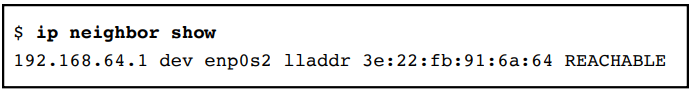 $ ip neighbor show
192.168.64.1 dev enp0s2 lladdr 3e:22:fb:91:6a:64 REACHABLE